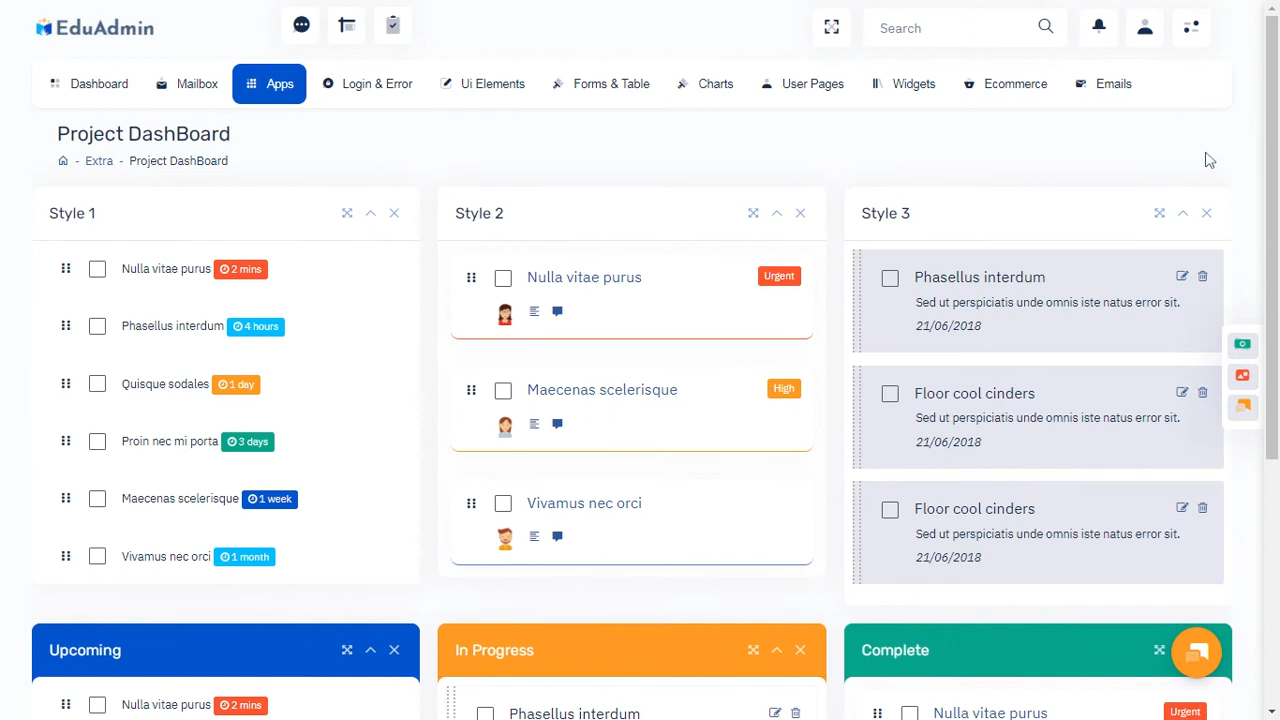 EduAdmin
Search
Dashboard Mailbox Apps Login & Error Ui Elements Forms & Table Charts User Pages Widgets Ecommerce Emails
Project DashBoard
- Extra - Project DashBoard
Style 1
Nulla vitae purus 2 mins
Phasellus interdum 4 hours
Quisque sodales 1 day
Proin nec mi porta 3 days
Maecenas scelerisque 1 week
Vivamus nec orci 1 month
Style 2
Nulla vitae purus Urgent
Maecenas scelerisque High
Vivamus nec orci
Style 3
Phasellus interdum
Sed ut perspiciatis unde omnis iste natus error sit.
21/06/2018
Floor cool cinders
Sed ut perspiciatis unde omnis iste natus error sit.
21/06/2018
Floor cool cinders
Sed ut perspiciatis unde omnis iste natus error sit.
21/06/2018
Upcoming
Nulla vitae purus 2 mins
In Progress
Phasellus interdum
Complete
Nulla vitae purus Urgent